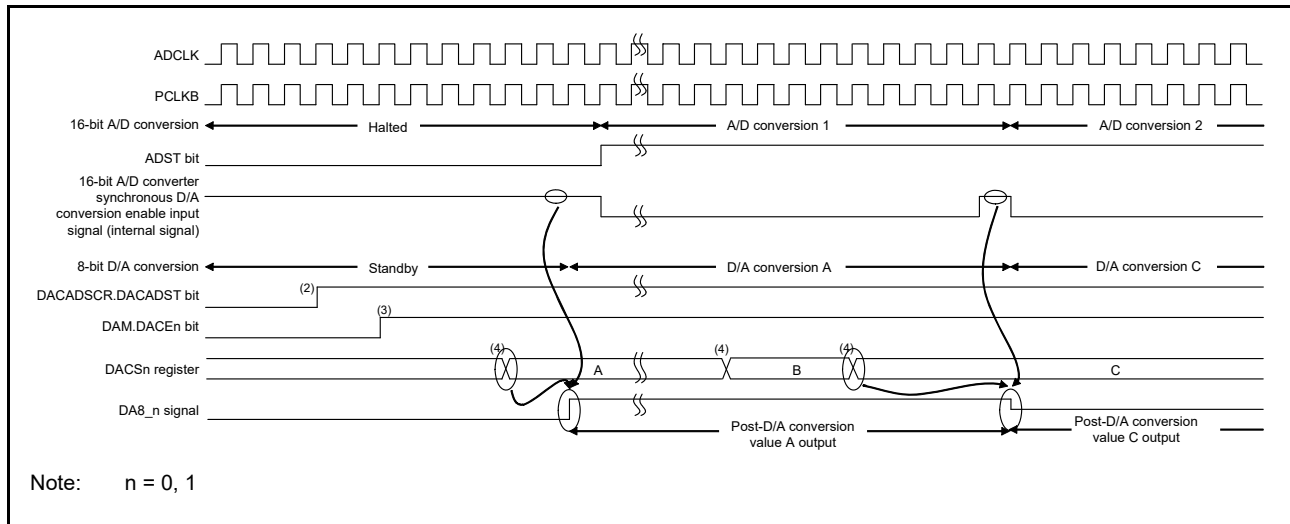 ADCLK
PCLKB
16-bit A/D conversion
Halted
A/D conversion 1
A/D conversion 2
ADST bit
16-bit A/D converter
synchronous D/A
conversion enable input
signal (internal signal)
8-bit D/A conversion
Standby
D/A conversion A
D/A conversion C
DACADSCR.DACADST bit
(2)
DAM.DACEn bit
(3)
DACSn register
(4)
A
(4)
B
(4)
C
DA8_n signal
Post-D/A conversion
value A output
Post-D/A conversion
value C output
Note: n = 0, 1